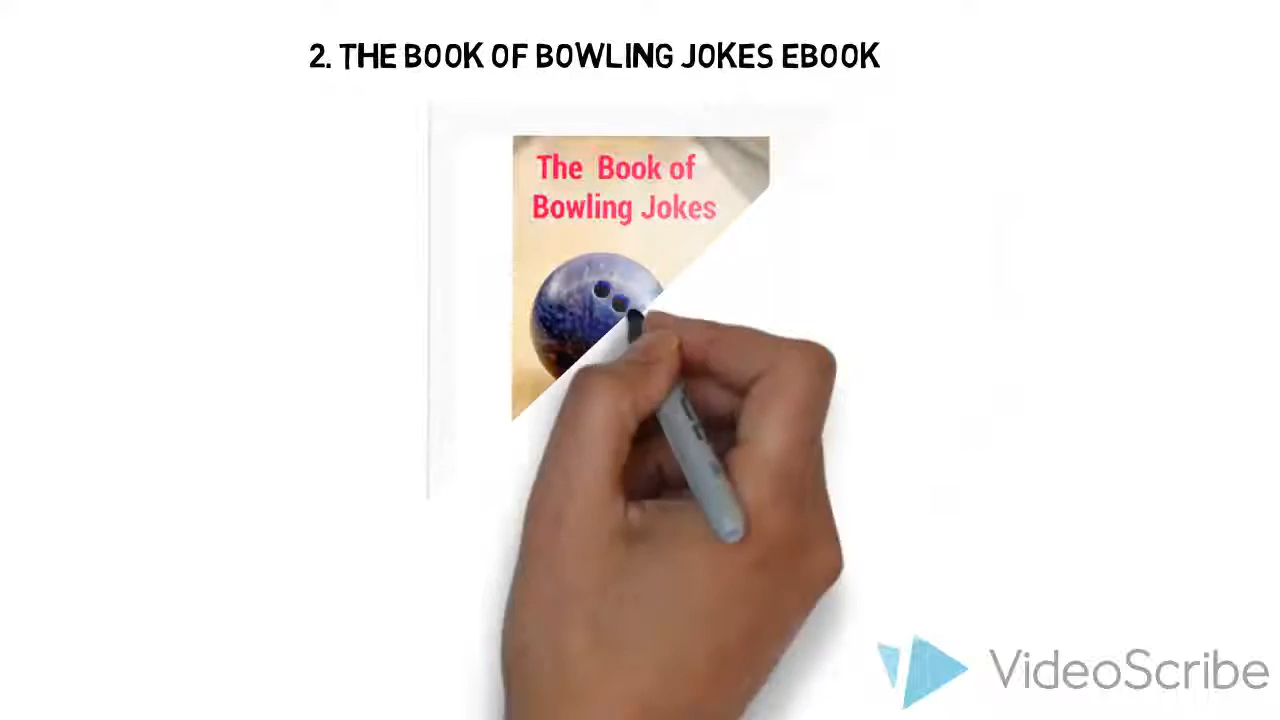 2. THE BOOK OF BOWLING JOKES EBOOK
The Book of
Bowling Jokes
VideoScribe